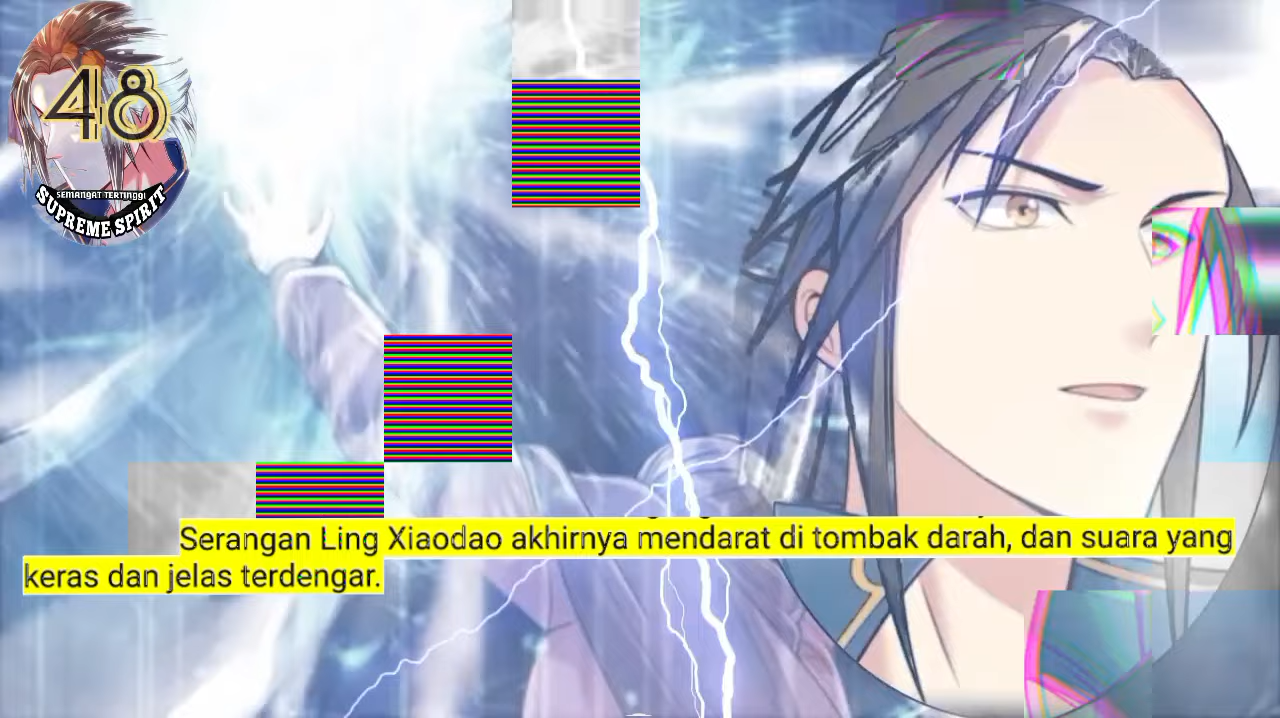 48
SEMANGAT TERTINGGI
SUPREME SPIRIT
Serangan Ling Xiaodao akhirnya mendarat di tombak darah, dan suara yang
keras dan jelas terdengar.